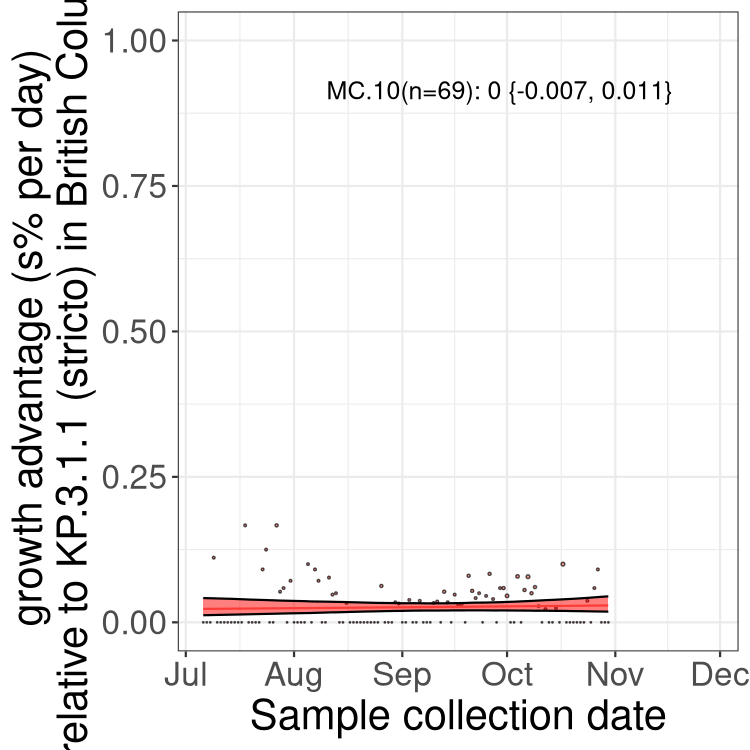 growth advantage (s% per day)
relative to KP.3.1.1 (stricto) in British Colu
1.00
0.75
0.50
0.25
0.00
MC.10(n=69): 0 {-0.007, 0.011}
Jul Aug Sep Oct Nov Dec
Sample collection date